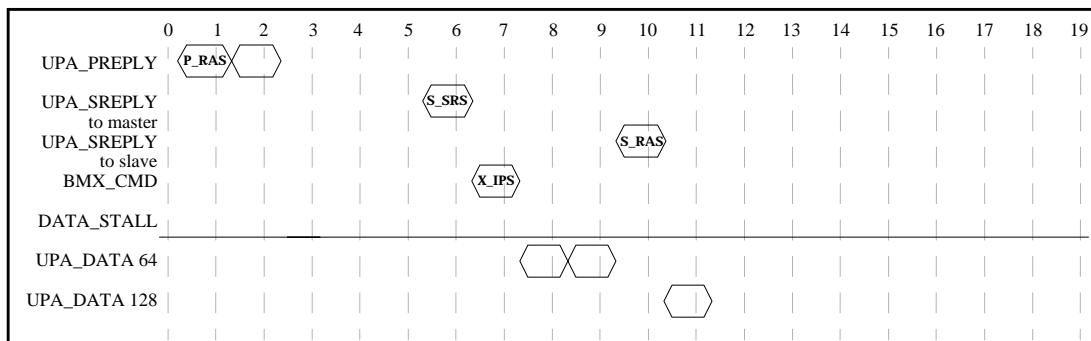 0 1 2 3 4 5 6 7 8 9 10 11 12 13 14 15 16 17 18 19
UPA_PREPLY P_RAS
UPA_SREPLY S_SRS
to master
UPA_SREPLY S_RAS
to slave
BMX_CMD X_IPS
DATA_STALL
UPA_DATA 64
UPA_DATA 128